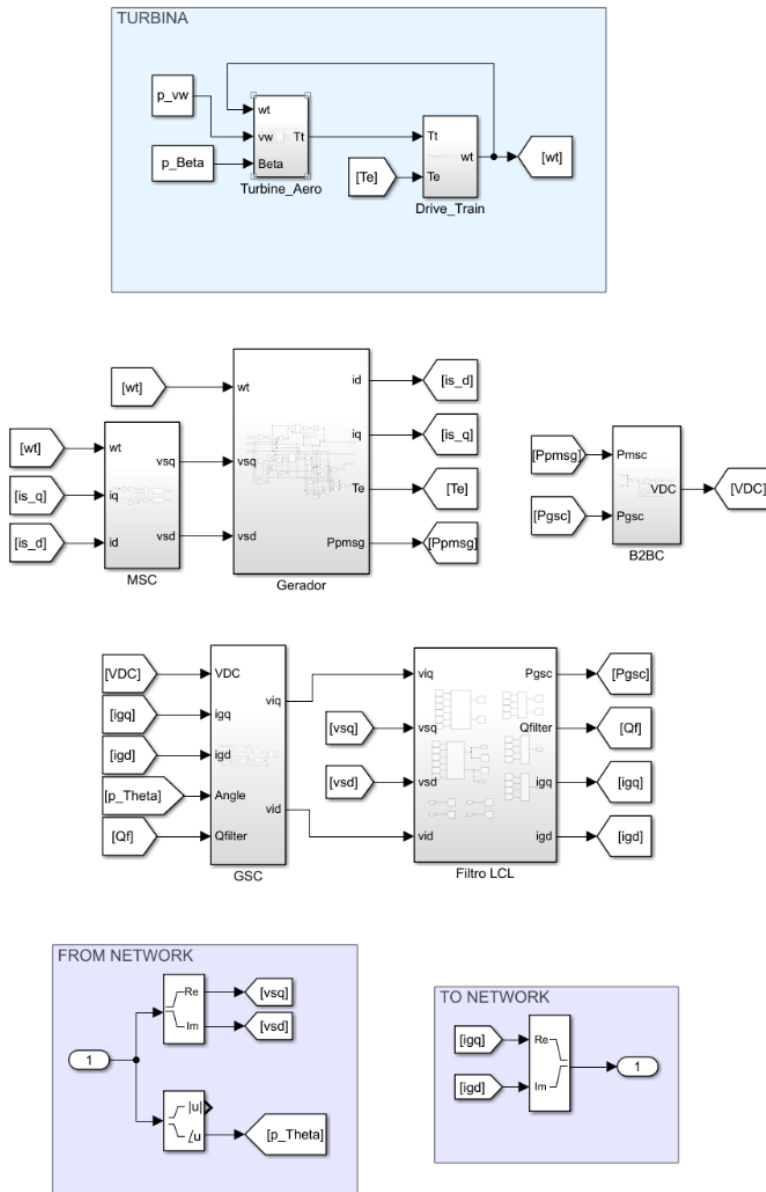 TURBINA
p_vw
p_Beta
wt
vw
Beta
Tt
Turbine_Aero
[Te]
Tt
Te
wt
Drive_Train
[wt]
[wt]
[wt]
[is_q]
[is_d]
wt
iq
id
vsq
vsd
MSC
wt
vsq
vsd
id
iq
Te
Ppmsg
Gerador
[is_d]
[is_q]
[Te]
[Ppmsg]
[Ppmsg]
[Pgsc]
Pmsc
Pgsc
VDC
B2BC
[VDC]
[VDC]
[igq]
[igd]
[p_Theta]
[Qf]
VDC
igq
igd
Angle
Qfilter
viq
vid
GSC
[vsq]
[vsd]
viq
vsq
vsd
vid
Pgsc
Qfilter
igq
igd
Filtro LCL
[Pgsc]
[Qf]
[igq]
[igd]
FROM NETWORK
1
Re
Im
[vsq]
[vsd]
|u|
∠u
[p_Theta]
TO NETWORK
[igq]
[igd]
Re
Im
1